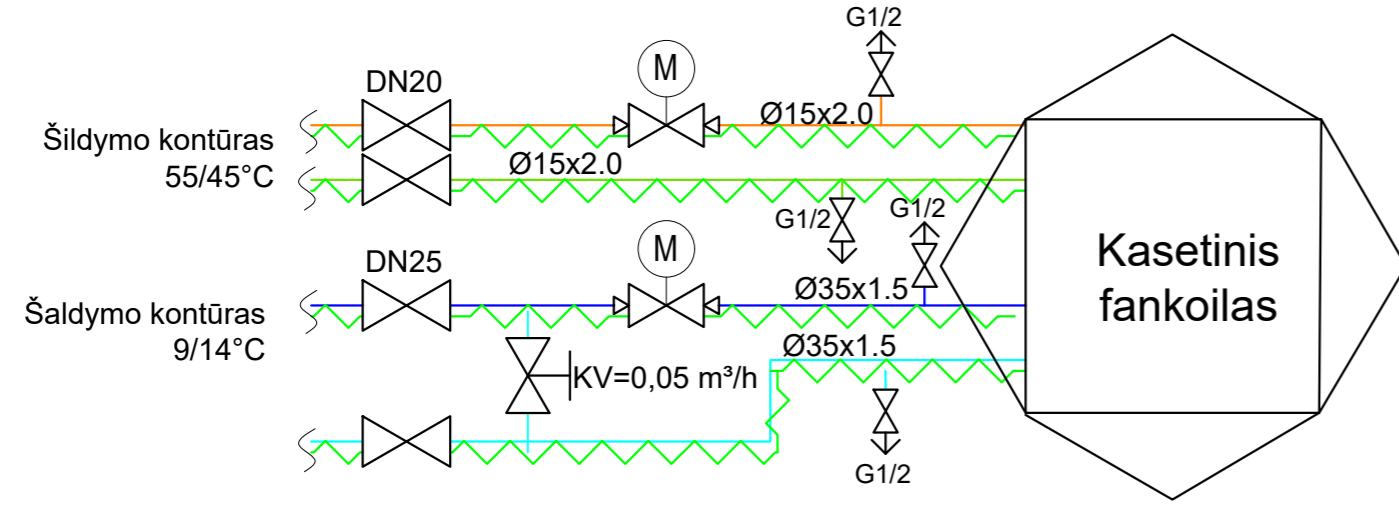 G1/2
M
DN20
Ø15x2.0
Šildymo kontūras
55/45°C
Ø15x2.0
G1/2
G1/2
M
DN25
Ø35x1.5
Šaldymo kontūras
9/14°C
Kasetinis
fankoilas
Ø35x1.5
KV=0,05 m³/h
G1/2